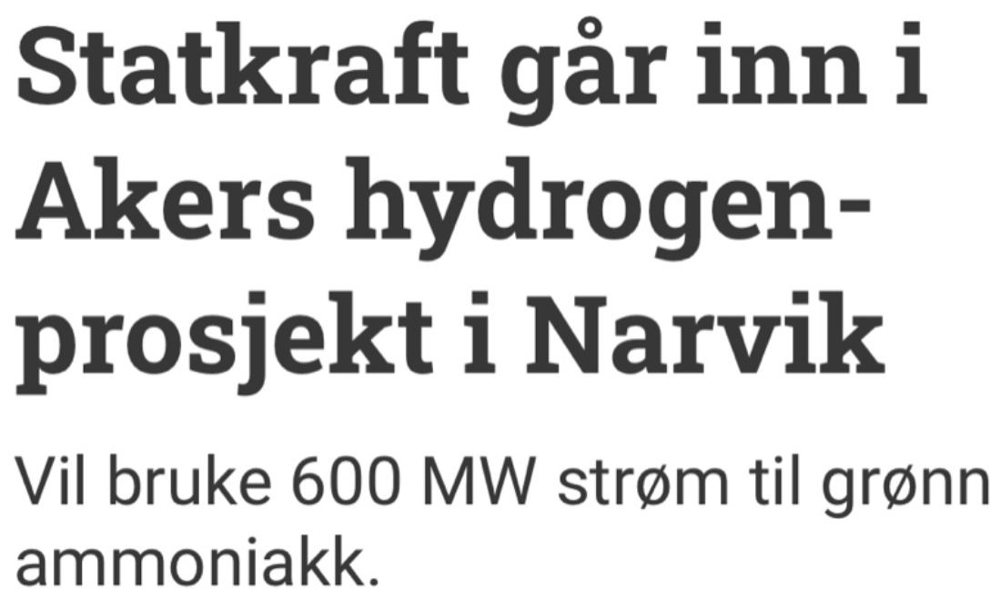 Statkraft går inn i
Akers hydrogen-
prosjekt i Narvik
Vil bruke 600 MW strøm til grønn
ammoniakk.